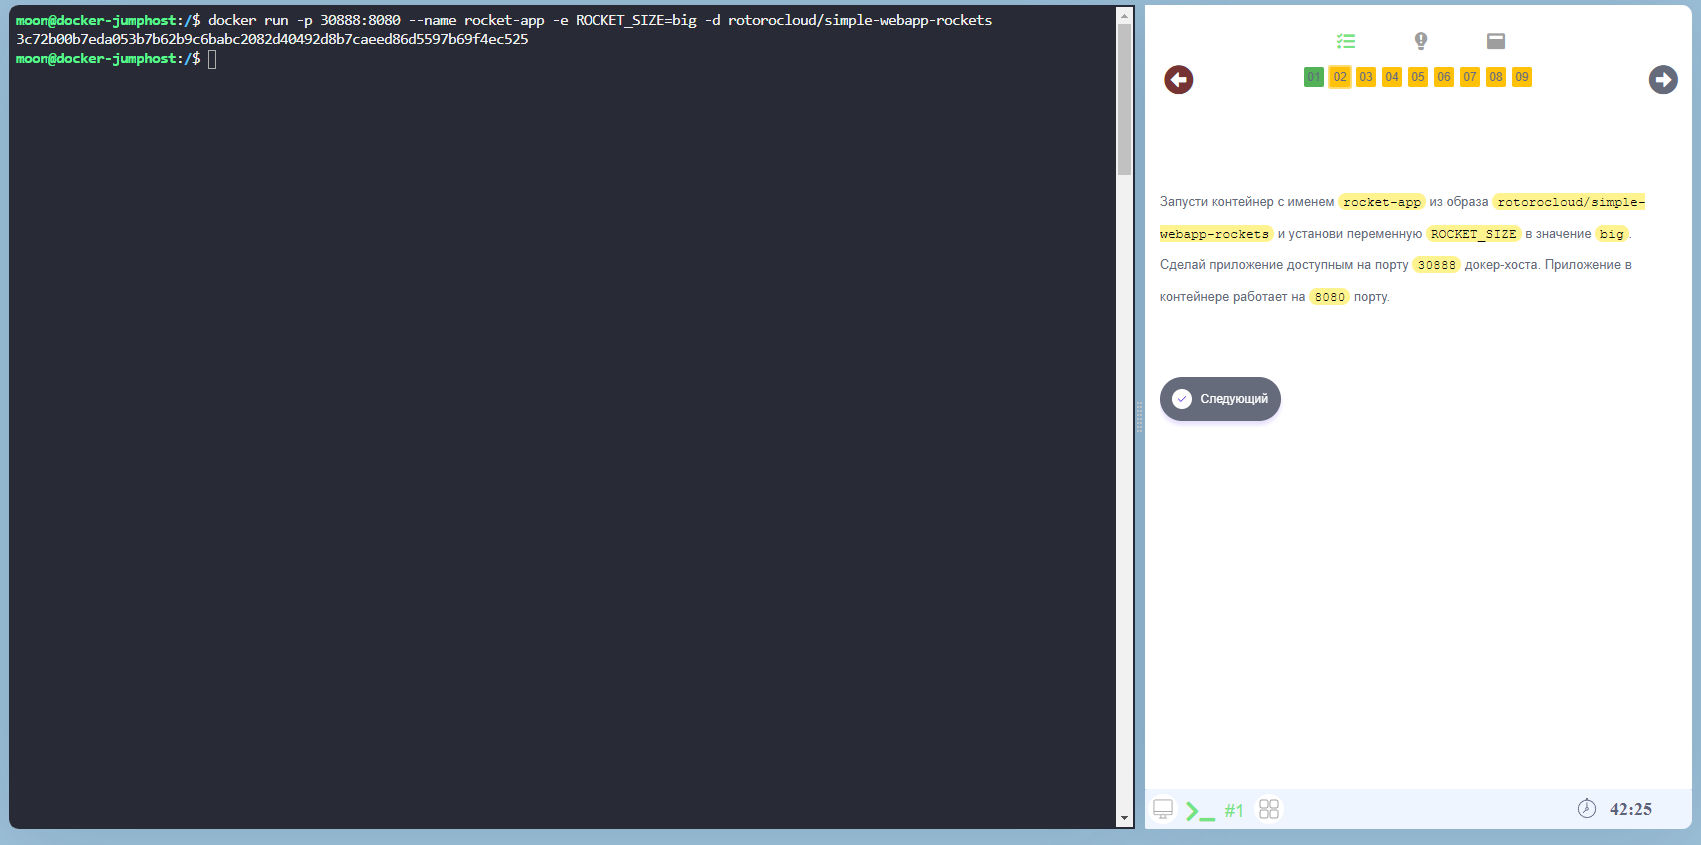 moon@docker-jumphost:/$ docker run -p 30888:8080 --name rocket-app -e ROCKET_SIZE=big -d rotorocloud/simple-webapp-rockets
3c72b00b7eda053b7b62b9c6babc2082d40492d8b7caeed86d5597b69f4ec525
moon@docker-jumphost:/$
01 02 03 04 05 06 07 08 09
Запусти контейнер с именем rocket-app из образа rotorocloud/simple-
webapp-rockets и установи переменную ROCKET_SIZE в значение big.
Сделай приложение доступным на порту 30888 докер-хоста. Приложение в
контейнере работает на 8080 порту.
Следующий
#1
42:25